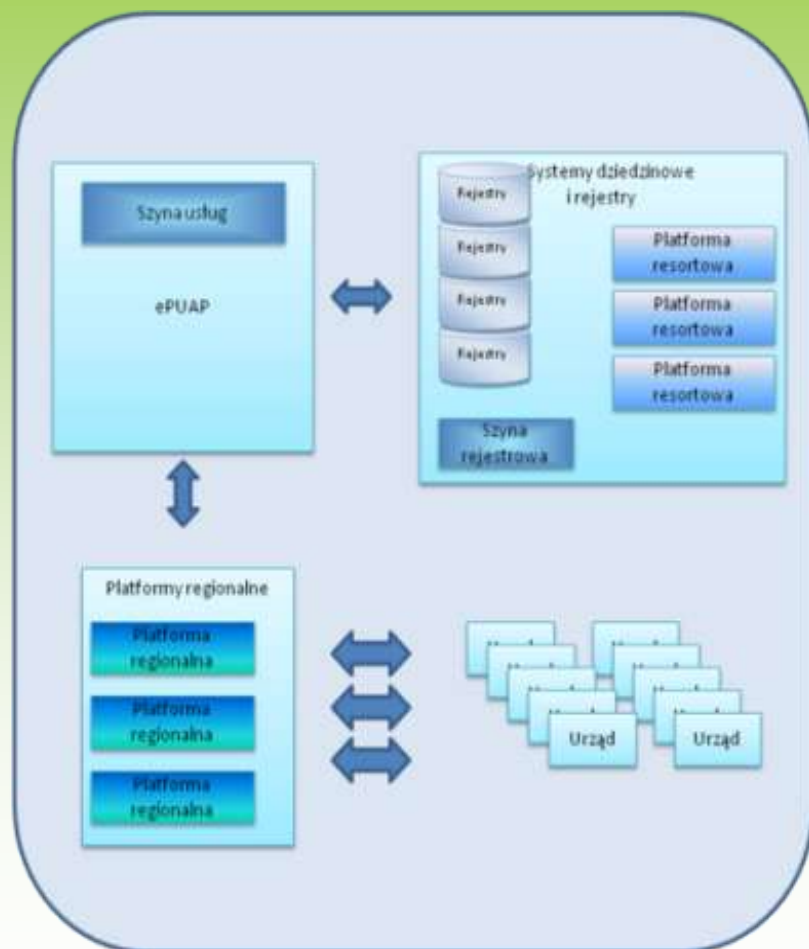 Szyna usług
ePUAP
Systemy dziedzinowe
i rejestry
Rejestry
Rejestry
Rejestry
Rejestry
Platforma
resortowa
Platforma
resortowa
Platforma
resortowa
Szyna
rejestrowa
Platformy regionalne
Platforma
regionalna
Platforma
regionalna
Platforma
regionalna
Urząd
Urząd